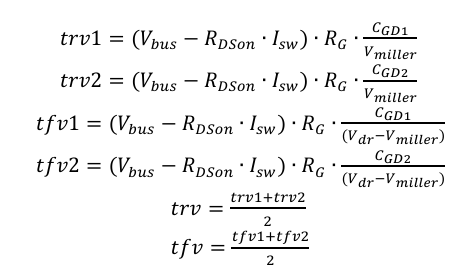 trv1 = (V_bus − R_DSon · I_sw) · R_G · C_GD1/V_miller
trv2 = (V_bus − R_DSon · I_sw) · R_G · C_GD2/V_miller
tfv1 = (V_bus − R_DSon · I_sw) · R_G · C_GD1/(V_dr−V_miller)
tfv2 = (V_bus − R_DSon · I_sw) · R_G · C_GD2/(V_dr−V_miller)
trv = trv1+trv2/2
tfv = tfv1+tfv2/2